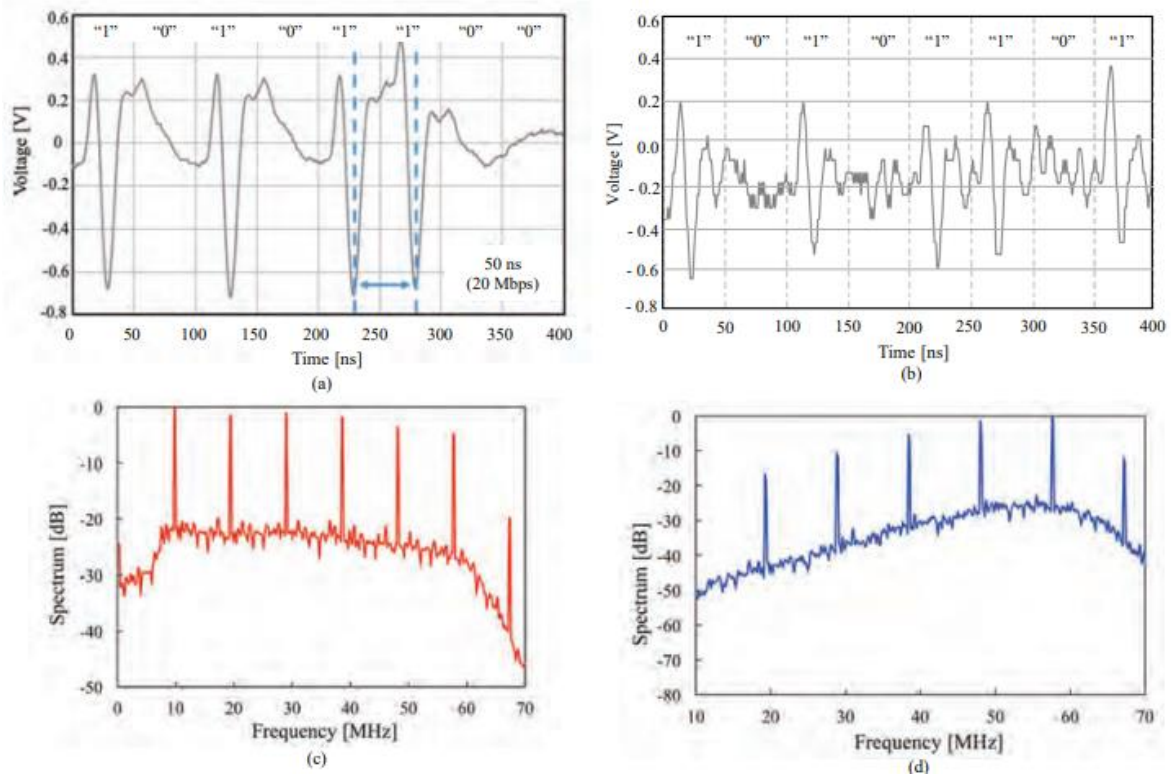 0.6
0.4
0.2
0
-0.2
-0.4
-0.6
-0.8
Voltage [V]
“1” “0” “1” “0” “1” “1” “0” “0”
50 ns
(20 Mbps)
0 50 100 150 200 250 300 350 400
Time [ns]
(a)
0.6
0.4
0.2
0.0
-0.2
- 0.4
- 0.6
- 0.8
Voltage [V]
“1” “0” “1” “0” “1” “1” “0” “1”
0 50 100 150 200 250 300 350 400
Time [ns]
(b)
0
-10
-20
-30
-40
-50
Spectrum [dB]
0 10 20 30 40 50 60 70
Frequency [MHz]
(c)
0
-10
-20
-30
-40
-50
-60
-70
-80
Spectrum [dB]
10 20 30 40 50 60 70
Frequency [MHz]
(d)